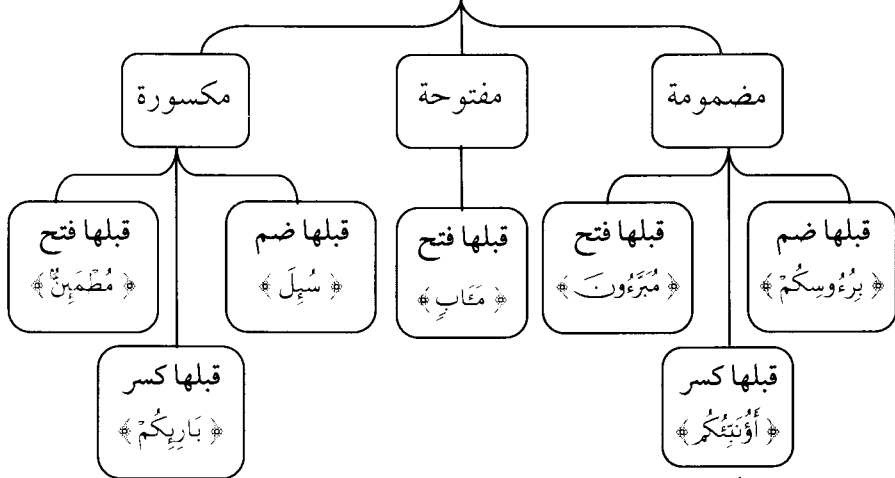 مضمومة
مفتوحة
مكسورة
قبلها ضم
﴿ بِرُءُوسِكُمْ ﴾
قبلها فتح
﴿ مُبَرَّءُونَ ﴾
قبلها فتح
﴿ مَـَٔابٍ ﴾
قبلها ضم
﴿ سُئِلَ ﴾
قبلها فتح
﴿ مُطْمَئِنٌّ ﴾
قبلها كسر
﴿ أَؤُنَبِّئُكُم ﴾
قبلها كسر
﴿ بَارِئِكُمْ ﴾